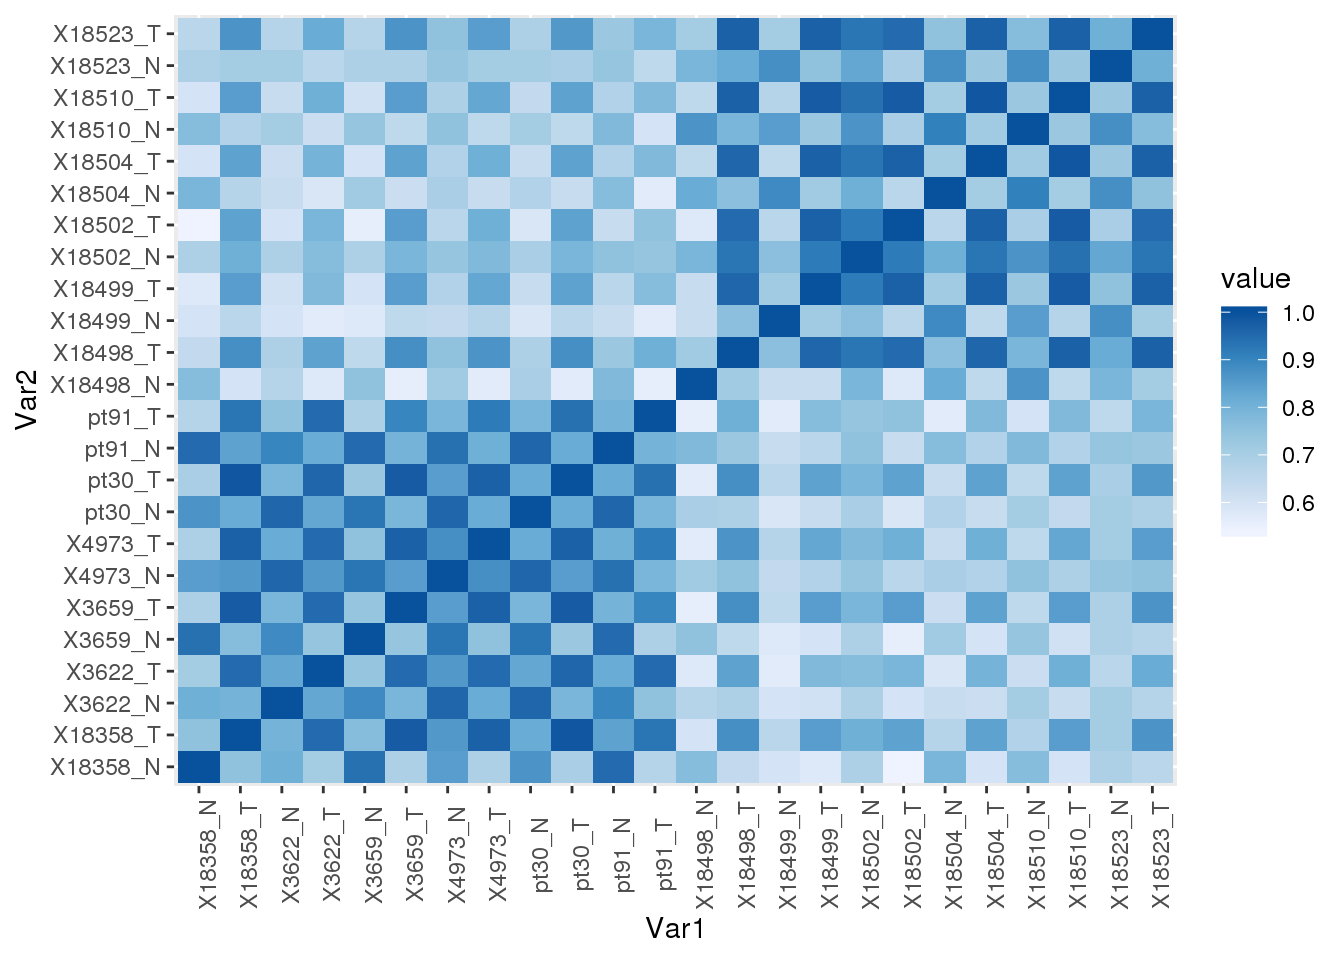 X18523_T
X18523_N
X18510_T
X18510_N
X18504_T
X18504_N
X18502_T
X18502_N
X18499_T
X18499_N
X18498_T
X18498_N
pt91_T
pt91_N
pt30_T
pt30_N
X4973_T
X4973_N
X3659_T
X3659_N
X3622_T
X3622_N
X18358_T
X18358_N
Var2
X18358_N
X18358_T
X3622_N
X3622_T
X3659_N
X3659_T
X4973_N
X4973_T
pt30_N
pt30_T
pt91_N
pt91_T
X18498_N
X18498_T
X18499_N
X18499_T
X18502_N
X18502_T
X18504_N
X18504_T
X18510_N
X18510_T
X18523_N
X18523_T
Var1
value
1.0
0.9
0.8
0.7
0.6